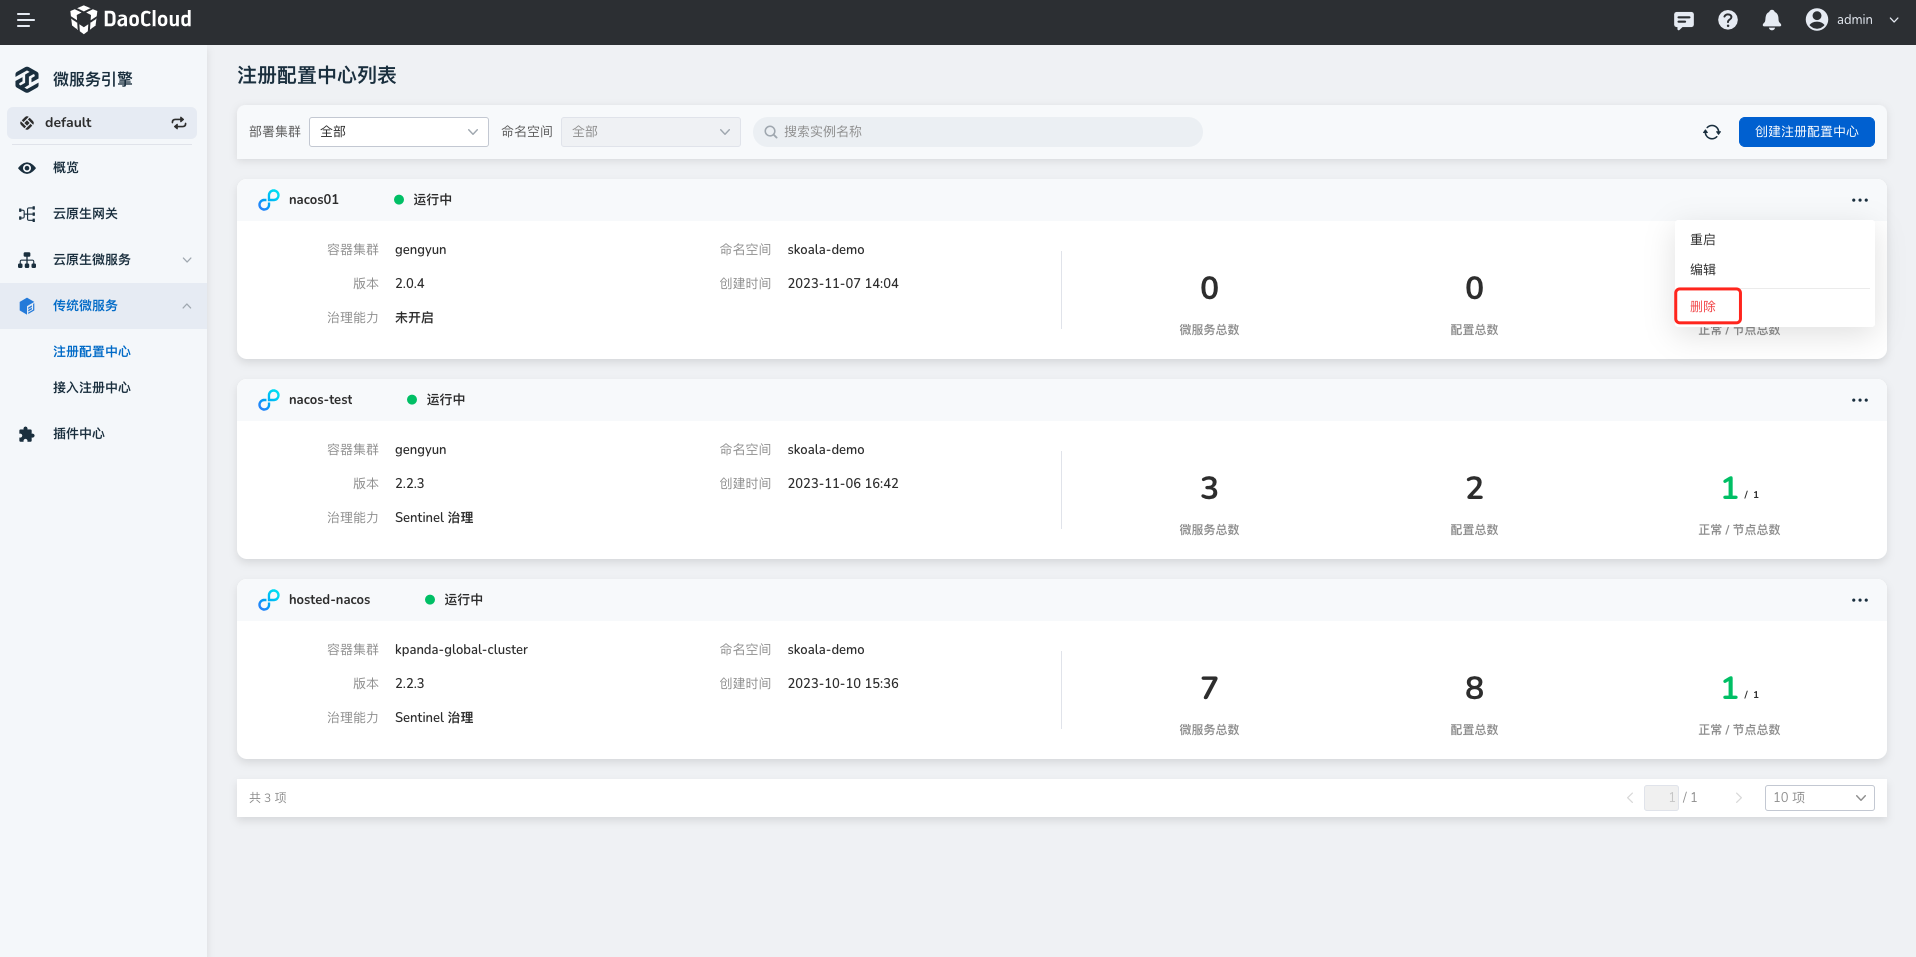 DaoCloud
admin
微服务引擎
default
概览
云原生网关
云原生微服务
传统微服务
注册配置中心
接入注册中心
插件中心
注册配置中心列表
部署集群 全部 命名空间 全部 搜索实例名称 创建注册配置中心
nacos01 运行中
重启
编辑
删除
容器集群 gengyun 命名空间 skoala-demo
版本 2.0.4 创建时间 2023-11-07 14:04
治理能力 未开启
0 0
微服务总数 配置总数 正常 / 节点总数
nacos-test 运行中
容器集群 gengyun 命名空间 skoala-demo
版本 2.2.3 创建时间 2023-11-06 16:42
治理能力 Sentinel 治理
3 2 1 / 1
微服务总数 配置总数 正常 / 节点总数
hosted-nacos 运行中
容器集群 kpanda-global-cluster 命名空间 skoala-demo
版本 2.2.3 创建时间 2023-10-10 15:36
治理能力 Sentinel 治理
7 8 1 / 1
微服务总数 配置总数 正常 / 节点总数
共 3 项 1 / 1 10 项